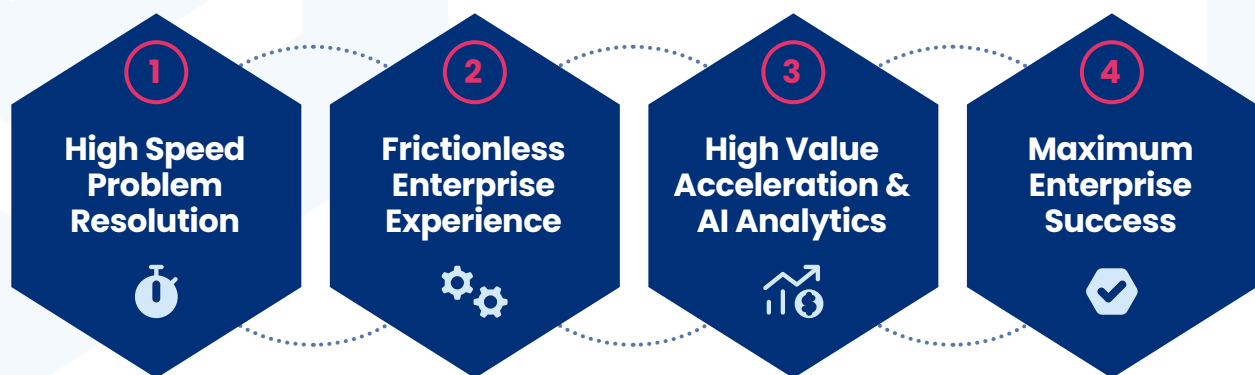 1
High Speed
Problem
Resolution
2
Frictionless
Enterprise
Experience
3
High Value
Acceleration &
AI Analytics
4
Maximum
Enterprise
Success